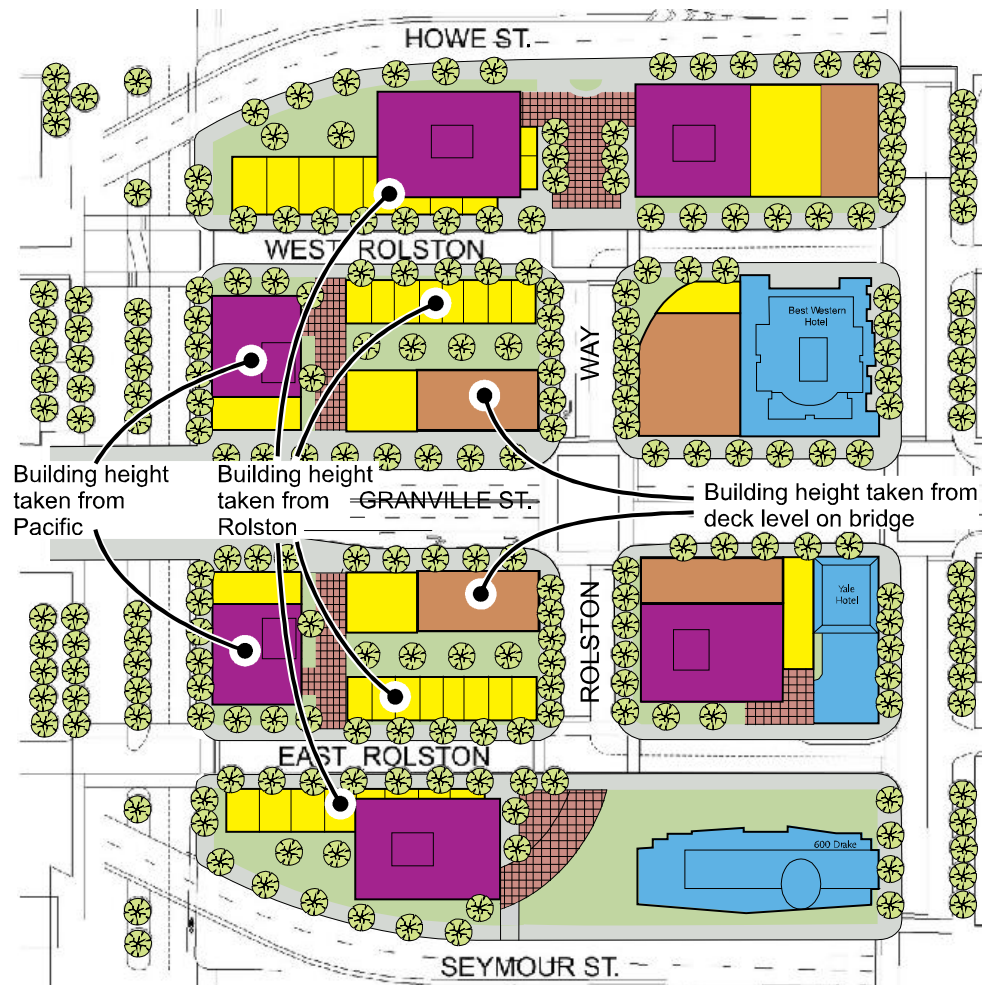 HOWE ST.
WEST ROLSTON
Best Western
Hotel
WAY
Building height
taken from
Pacific
Building height
taken from
Rolston
GRANVILLE ST.
Building height taken from
deck level on bridge
ROLSTON
Yale
Hotel
EAST ROLSTON
600 Drake
SEYMOUR ST.